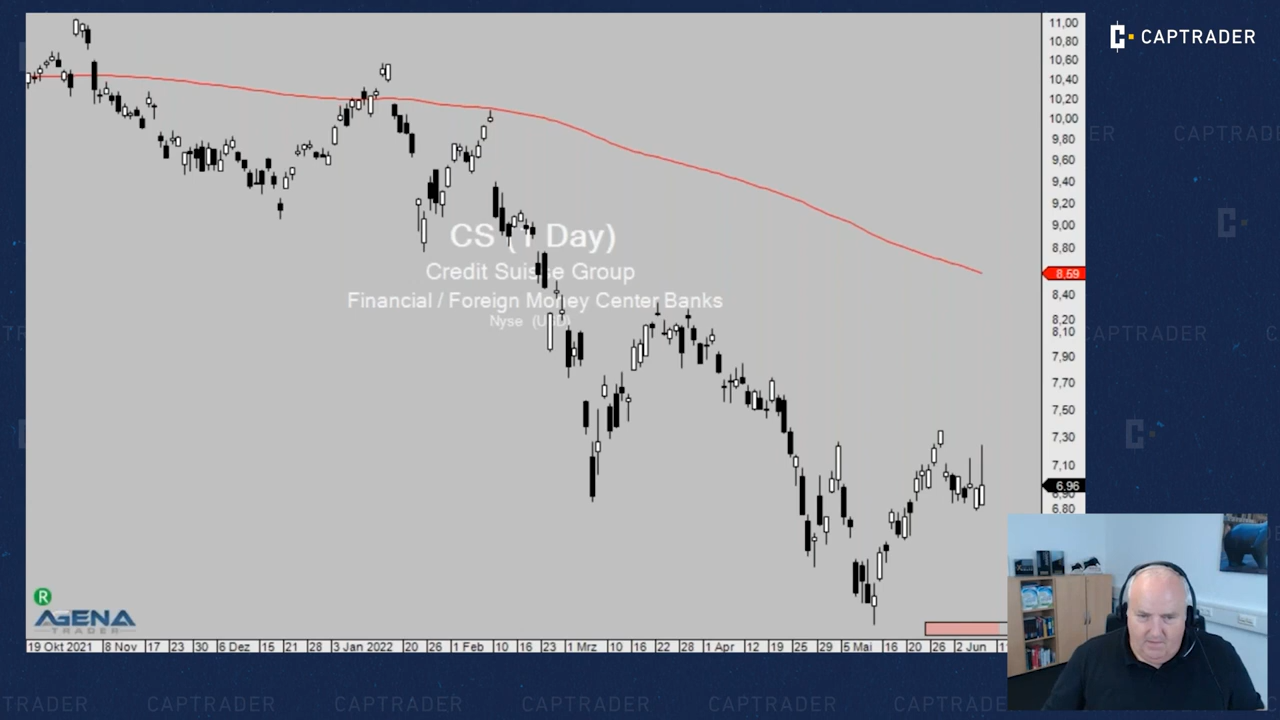 CAPTRADER
11,00
10,80
10,60
10,40
10,20
10,00
9,80
9,60
9,40
9,20
9,00
8,80
8,59
8,40
8,20
8,10
7,90
7,70
7,50
7,30
7,10
6,96
6,90
6,80
CS (1 Day)
Credit Suisse Group
Financial / Foreign Money Center Banks
Nyse (USD)
R
AGENA
TRADER
19 Okt 2021 8 Nov 17 23 30 6 Dez 15 21 28 3 Jan 2022 20 26 1 Feb 10 16 23 1 Mrz 10 16 22 28 1 Apr 12 19 25 29 5 Mai 16 20 26 2 Jun
CAPTRADER
CAPTRADER
CAPTRADER
CAPTRADER
CAPTRADER
CAPTRADER